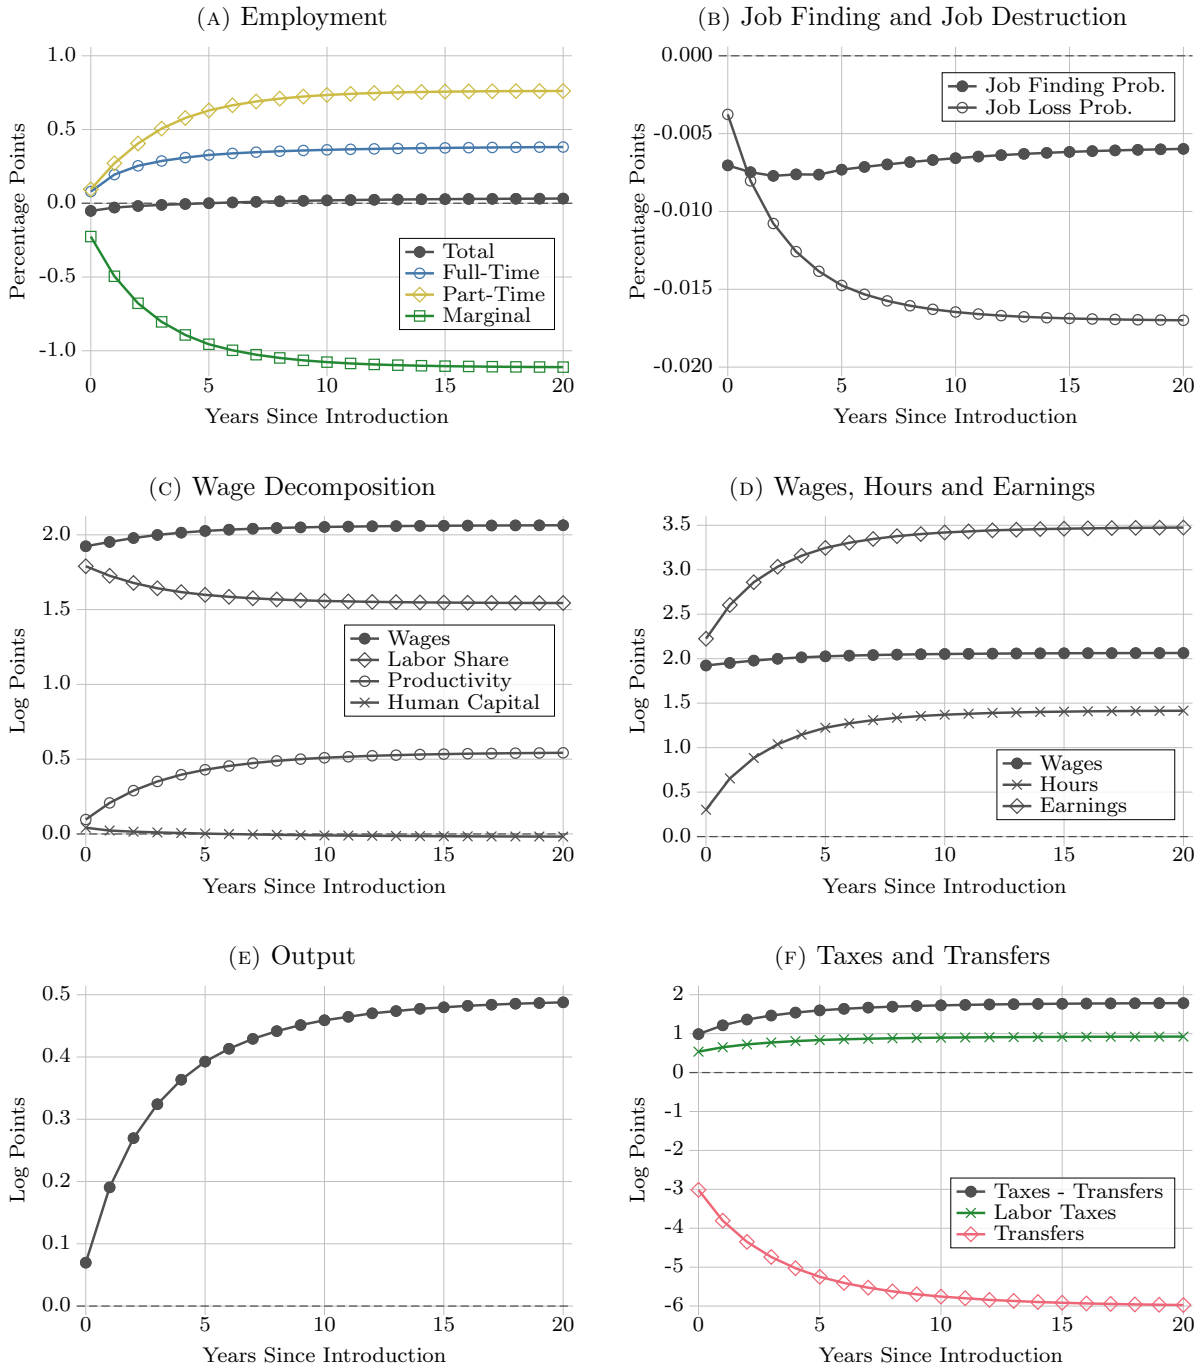 (A) Employment
Percentage Points
1.0
0.5
0.0
-0.5
-1.0
Total
Full-Time
Part-Time
Marginal
0 5 10 15 20
Years Since Introduction
(B) Job Finding and Job Destruction
Percentage Points
0.000
-0.005
-0.010
-0.015
-0.020
Job Finding Prob.
Job Loss Prob.
0 5 10 15 20
Years Since Introduction
(C) Wage Decomposition
Log Points
2.0
1.5
1.0
0.5
0.0
Wages
Labor Share
Productivity
Human Capital
0 5 10 15 20
Years Since Introduction
(D) Wages, Hours and Earnings
Log Points
3.5
3.0
2.5
2.0
1.5
1.0
0.5
0.0
Wages
Hours
Earnings
0 5 10 15 20
Years Since Introduction
(E) Output
Log Points
0.5
0.4
0.3
0.2
0.1
0.0
0 5 10 15 20
Years Since Introduction
(F) Taxes and Transfers
Log Points
2
1
0
-1
-2
-3
-4
-5
-6
Taxes - Transfers
Labor Taxes
Transfers
0 5 10 15 20
Years Since Introduction